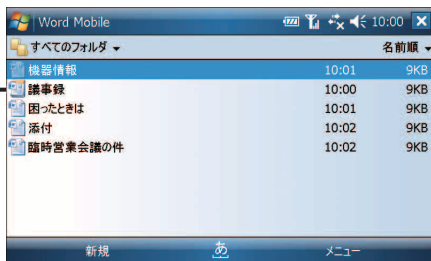 Word Mobile 10:00
すべてのフォルダ 名前順
機器情報 10:01 9KB
議事録 10:00 9KB
困ったときは 10:01 9KB
添付 10:02 9KB
臨時営業会議の件 10:02 9KB
新規 あ メニュー